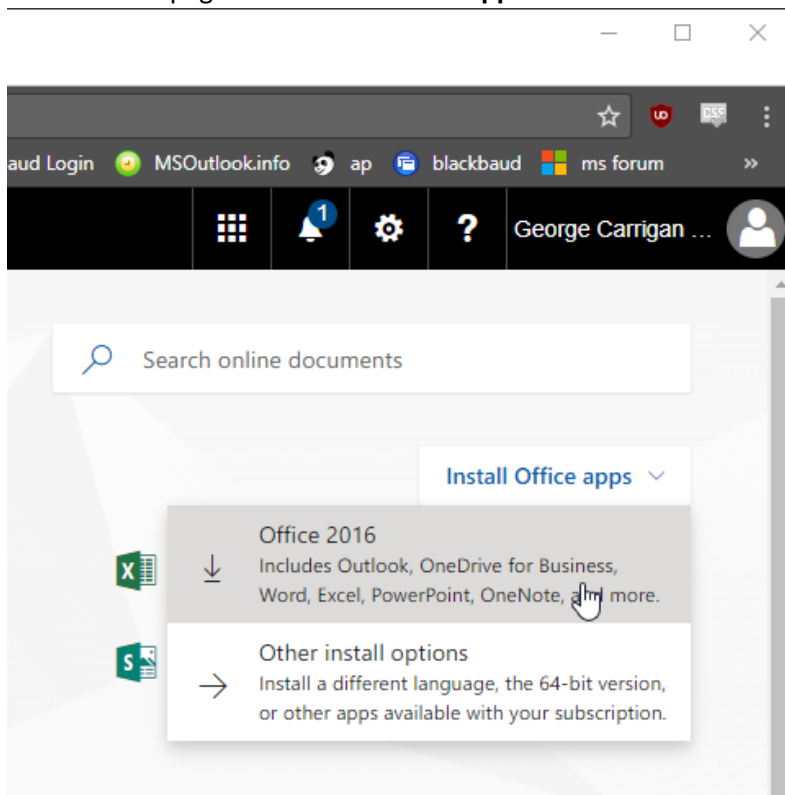 aud Login MSOutlook.info ap blackbaud ms forum »
1 ? George Carrigan ...
Search online documents
Install Office apps
Office 2016
Includes Outlook, OneDrive for Business,
Word, Excel, PowerPoint, OneNote, and more.
Other install options
Install a different language, the 64-bit version,
or other apps available with your subscription.